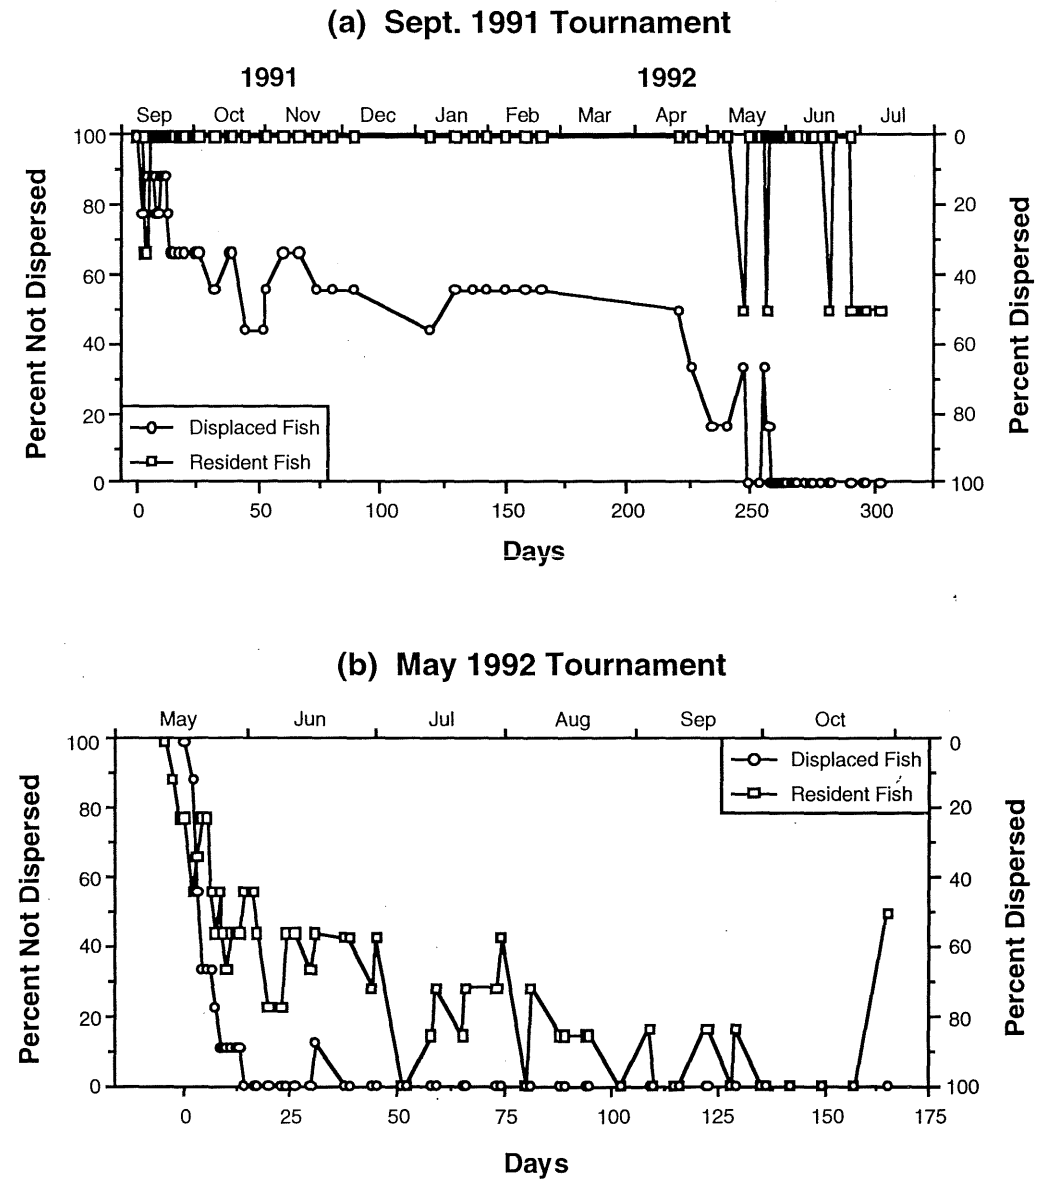 (a) Sept. 1991 Tournament
1991 1992
Sep Oct Nov Dec Jan Feb Mar Apr May Jun Jul
100 0
80 20
60 40
40 60
20 80
0 100
Percent Not Dispersed
Percent Dispersed
Displaced Fish
Resident Fish
0 50 100 150 200 250 300
Days
(b) May 1992 Tournament
May Jun Jul Aug Sep Oct
100 0
80 20
60 40
40 60
20 80
0 100
Percent Not Dispersed
Percent Dispersed
Displaced Fish
Resident Fish
0 25 50 75 100 125 150 175
Days